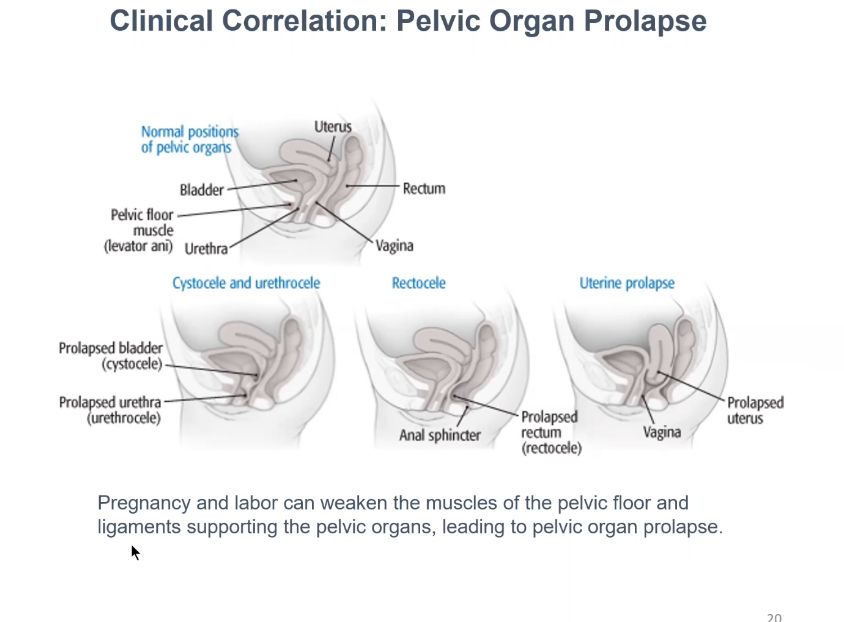 Clinical Correlation: Pelvic Organ Prolapse
Normal positions
of pelvic organs
Uterus
Bladder
Rectum
Pelvic floor
muscle
(levator ani)
Urethra
Vagina
Cystocele and urethrocele
Rectocele
Uterine prolapse
Prolapsed bladder
(cystocele)
Prolapsed urethra
(urethrocele)
Anal sphincter
Prolapsed
rectum
(rectocele)
Vagina
Prolapsed
uterus
Pregnancy and labor can weaken the muscles of the pelvic floor and
ligaments supporting the pelvic organs, leading to pelvic organ prolapse.
20